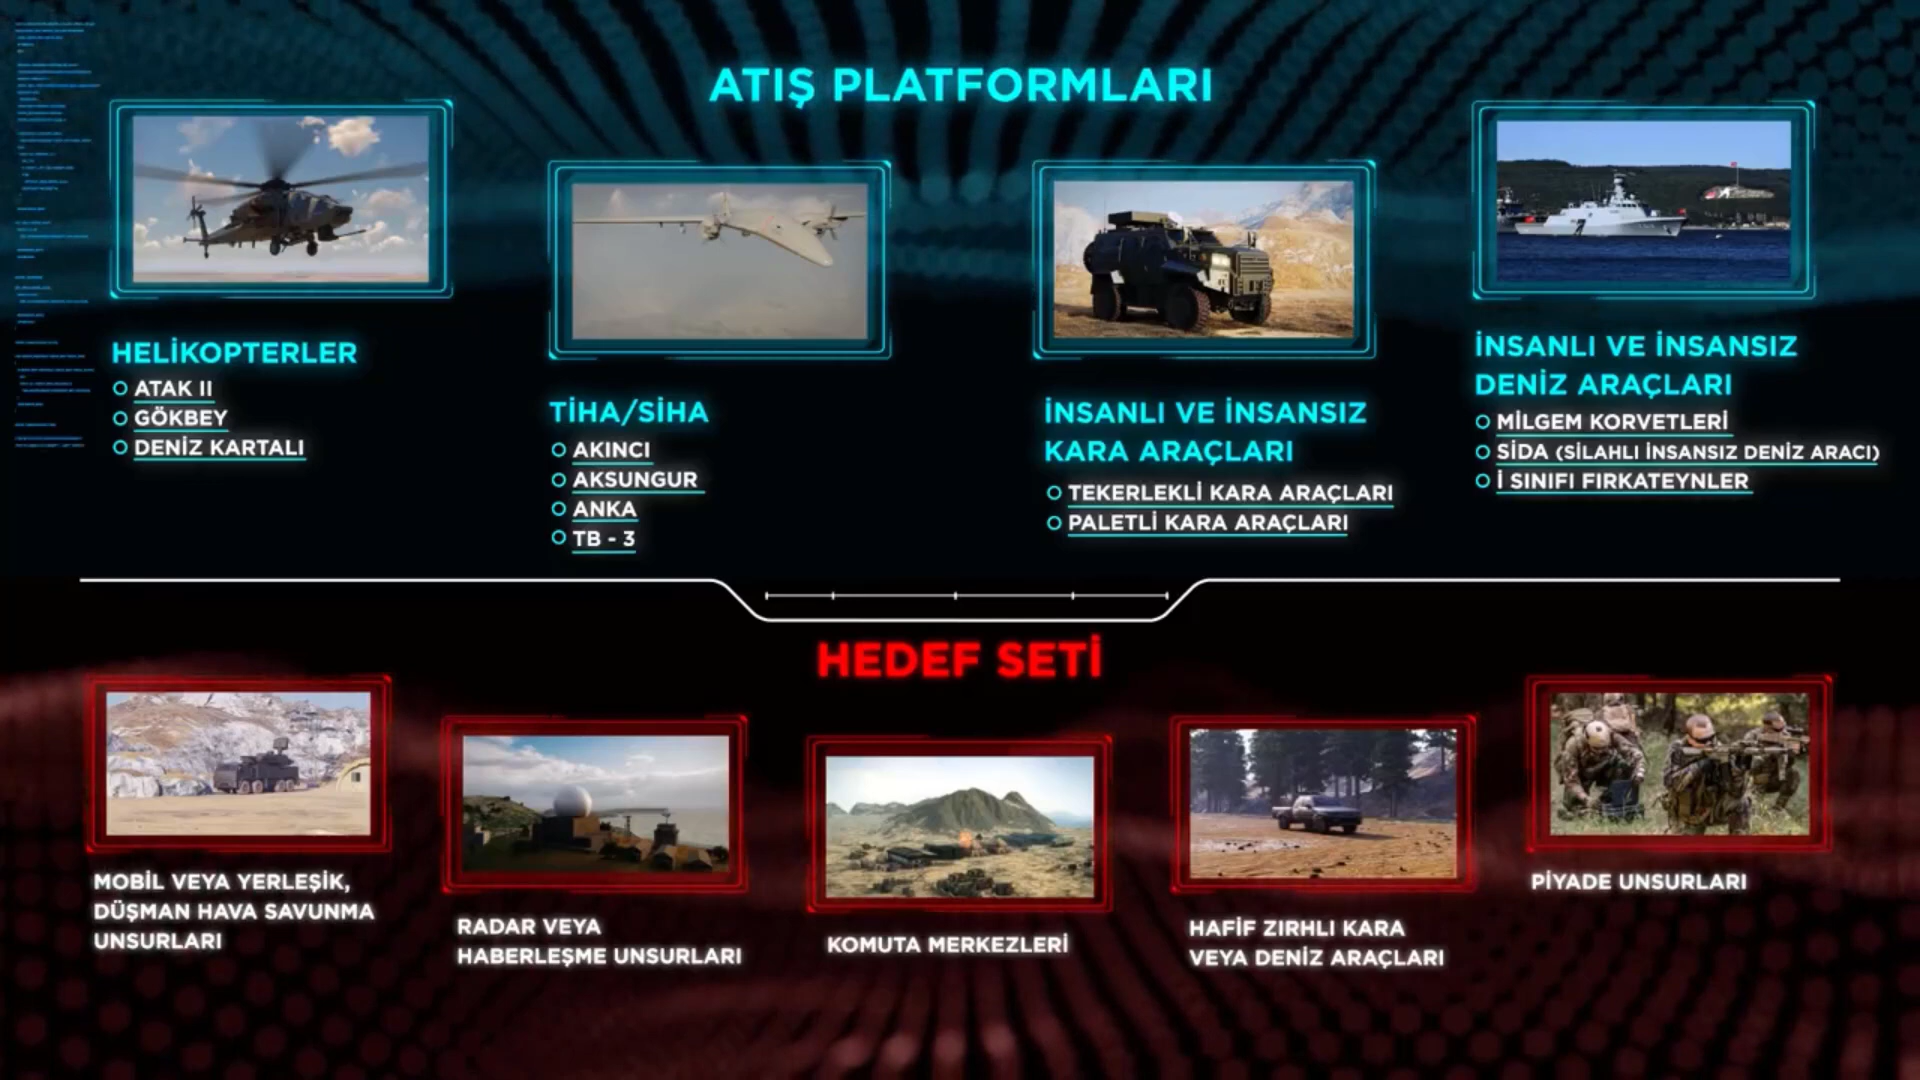 ATIŞ PLATFORMLARI
HELİKOPTERLER
ATAK II
GÖKBEY
DENİZ KARTALI
TİHA/SİHA
AKINCI
AKSUNGUR
ANKA
TB - 3
İNSANLI VE İNSANSIZ
KARA ARAÇLARI
TEKERLEKLİ KARA ARAÇLARI
PALETLİ KARA ARAÇLARI
İNSANLI VE İNSANSIZ
DENİZ ARAÇLARI
MİLGEM KORVETLERİ
SİDA (SİLAHLI İNSANSIZ DENİZ ARACI)
İ SINIFI FIRKATEYNLER
HEDEF SETİ
MOBİL VEYA YERLEŞİK,
DÜŞMAN HAVA SAVUNMA
UNSURLARI
RADAR VEYA
HABERLEŞME UNSURLARI
KOMUTA MERKEZLERİ
HAFİF ZIRHLI KARA
VEYA DENİZ ARAÇLARI
PİYADE UNSURLARI